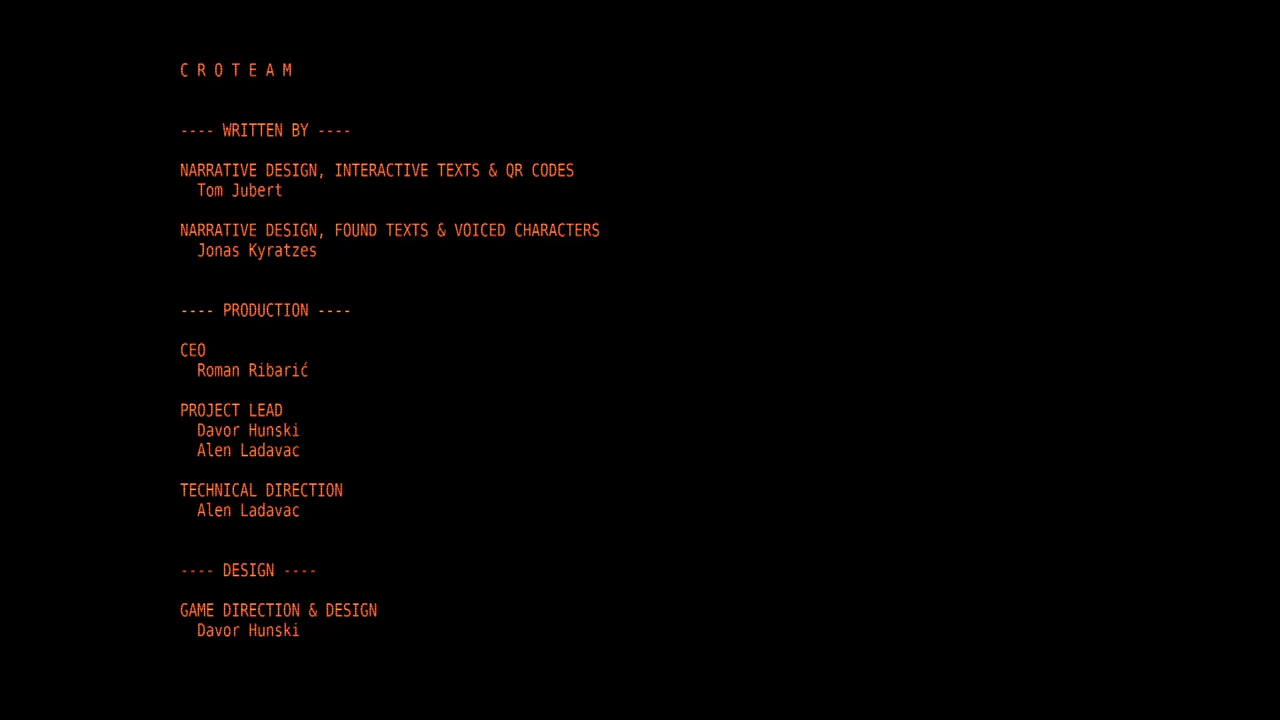 C R O T E A M
---- WRITTEN BY ----
NARRATIVE DESIGN, INTERACTIVE TEXTS & QR CODES
Tom Jubert
NARRATIVE DESIGN, FOUND TEXTS & VOICED CHARACTERS
Jonas Kyratzes
---- PRODUCTION ----
CEO
Roman Ribarić
PROJECT LEAD
Davor Hunski
Alen Ladavac
TECHNICAL DIRECTION
Alen Ladavac
---- DESIGN ----
GAME DIRECTION & DESIGN
Davor Hunski